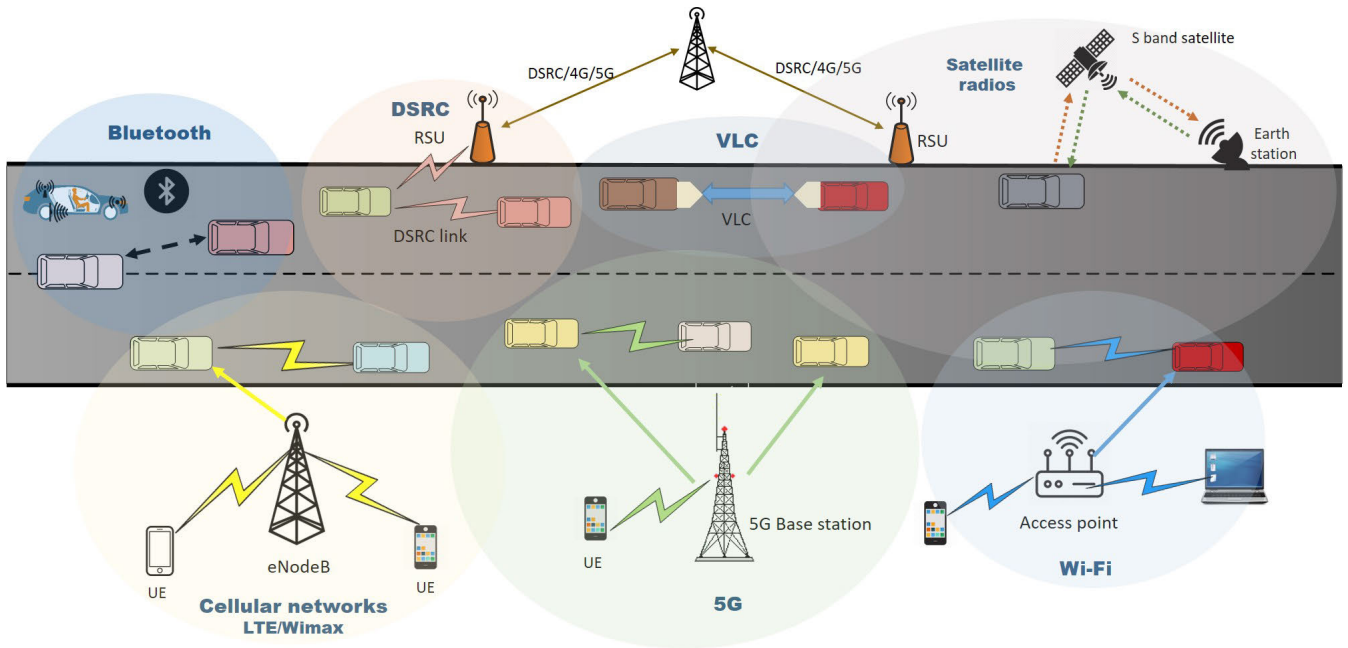 S band satellite
DSRC/4G/5G
DSRC/4G/5G
Satellite
radios
DSRC
Bluetooth
RSU
VLC
RSU
Earth
station
VLC
DSRC link
5G Base station
Access point
eNodeB
UE
Wi-Fi
UE
UE
Cellular networks
LTE/Wimax
5G